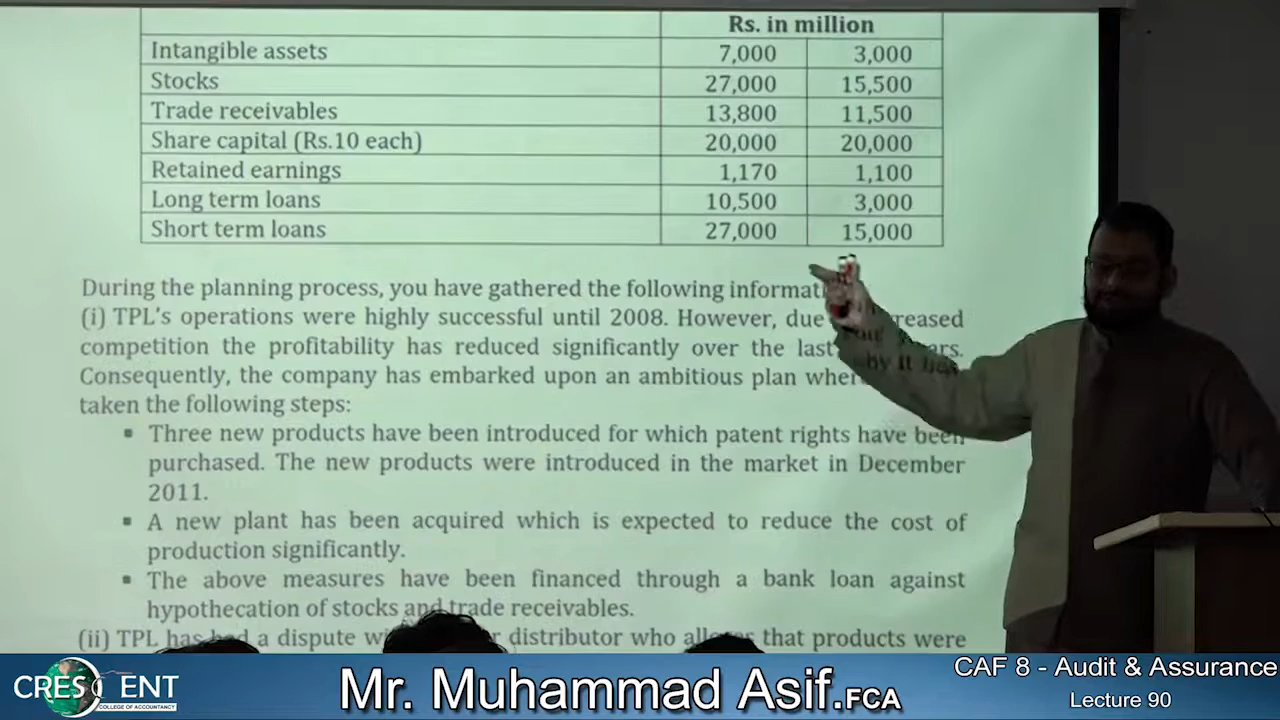 Rs. in million
Intangible assets 7,000 3,000
Stocks 27,000 15,500
Trade receivables 13,800 11,500
Share capital (Rs.10 each) 20,000 20,000
Retained earnings 1,170 1,100
Long term loans 10,500 3,000
Short term loans 27,000 15,000
During the planning process, you have gathered the following
(i) TPL's operations were highly successful until 2008. However, due
competition the profitability has reduced significantly over the last
Consequently, the company has embarked upon an ambitious plan
taken the following steps:
▪ Three new products have been introduced for which patent rights have been
purchased. The new products were introduced in the market in December
2011.
▪ A new plant has been acquired which is expected to reduce the cost of
production significantly.
▪ The above measures have been financed through a bank loan against
hypothecation of stocks and trade receivables.
(ii) TPL has had a dispute distributor who that products were
CRESCENT
COLLEGE OF ACCOUNTANCY
Mr. Muhammad Asif.FCA
CAF 8 - Audit & Assurance
Lecture 90